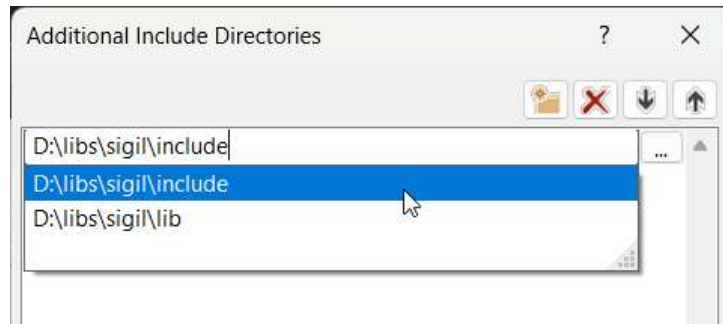 Additional Include Directories ? ×
D:\libs\sigil\include ...
D:\libs\sigil\include
D:\libs\sigil\lib